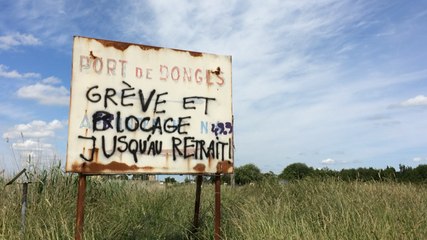 PORT DE DONGES
GRÈVE ET
BLOCAGE
JUSQU'AU RETRAIT!